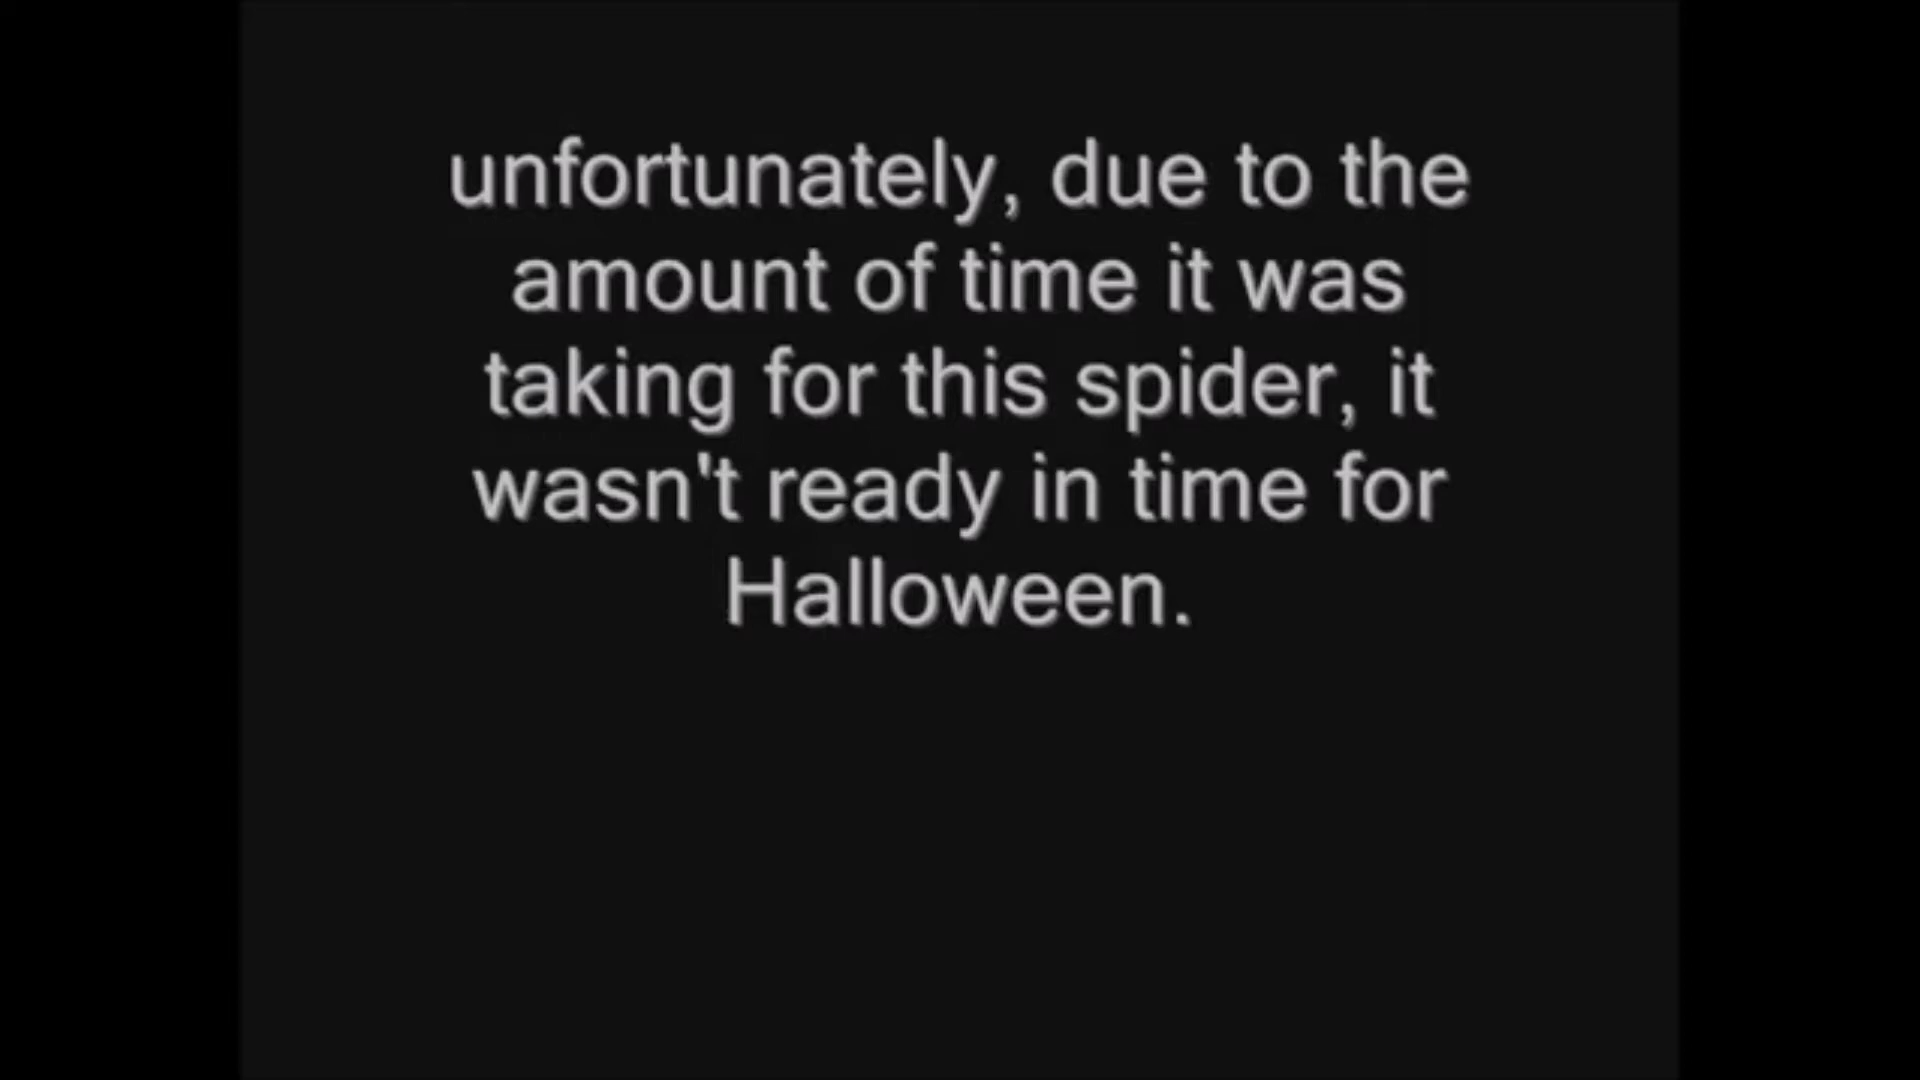 unfortunately, due to the
amount of time it was
taking for this spider, it
wasn't ready in time for
Halloween.